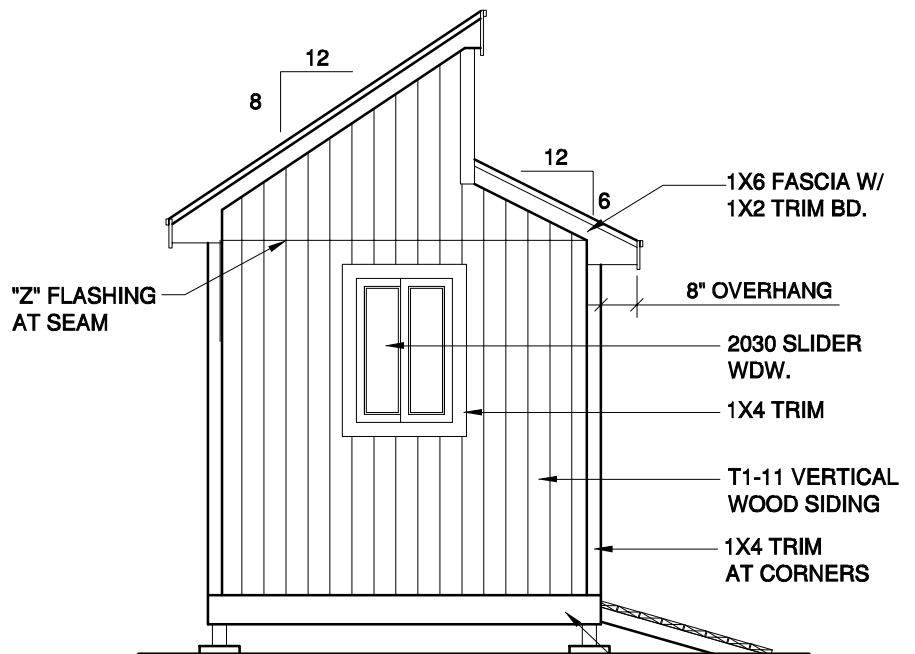 12
8
12
6
1X6 FASCIA W/
1X2 TRIM BD.
"Z" FLASHING
AT SEAM
8" OVERHANG
2030 SLIDER
WDW.
1X4 TRIM
T1-11 VERTICAL
WOOD SIDING
1X4 TRIM
AT CORNERS